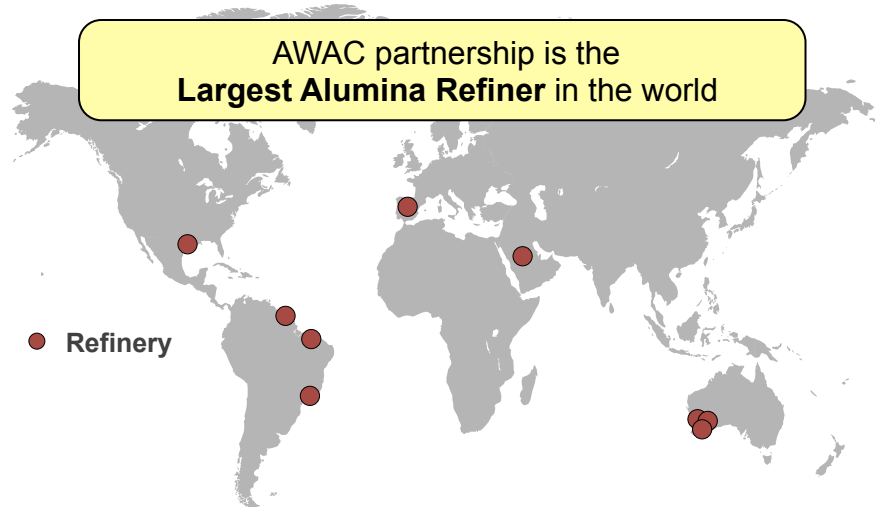 AWAC partnership is the
Largest Alumina Refiner in the world
Refinery